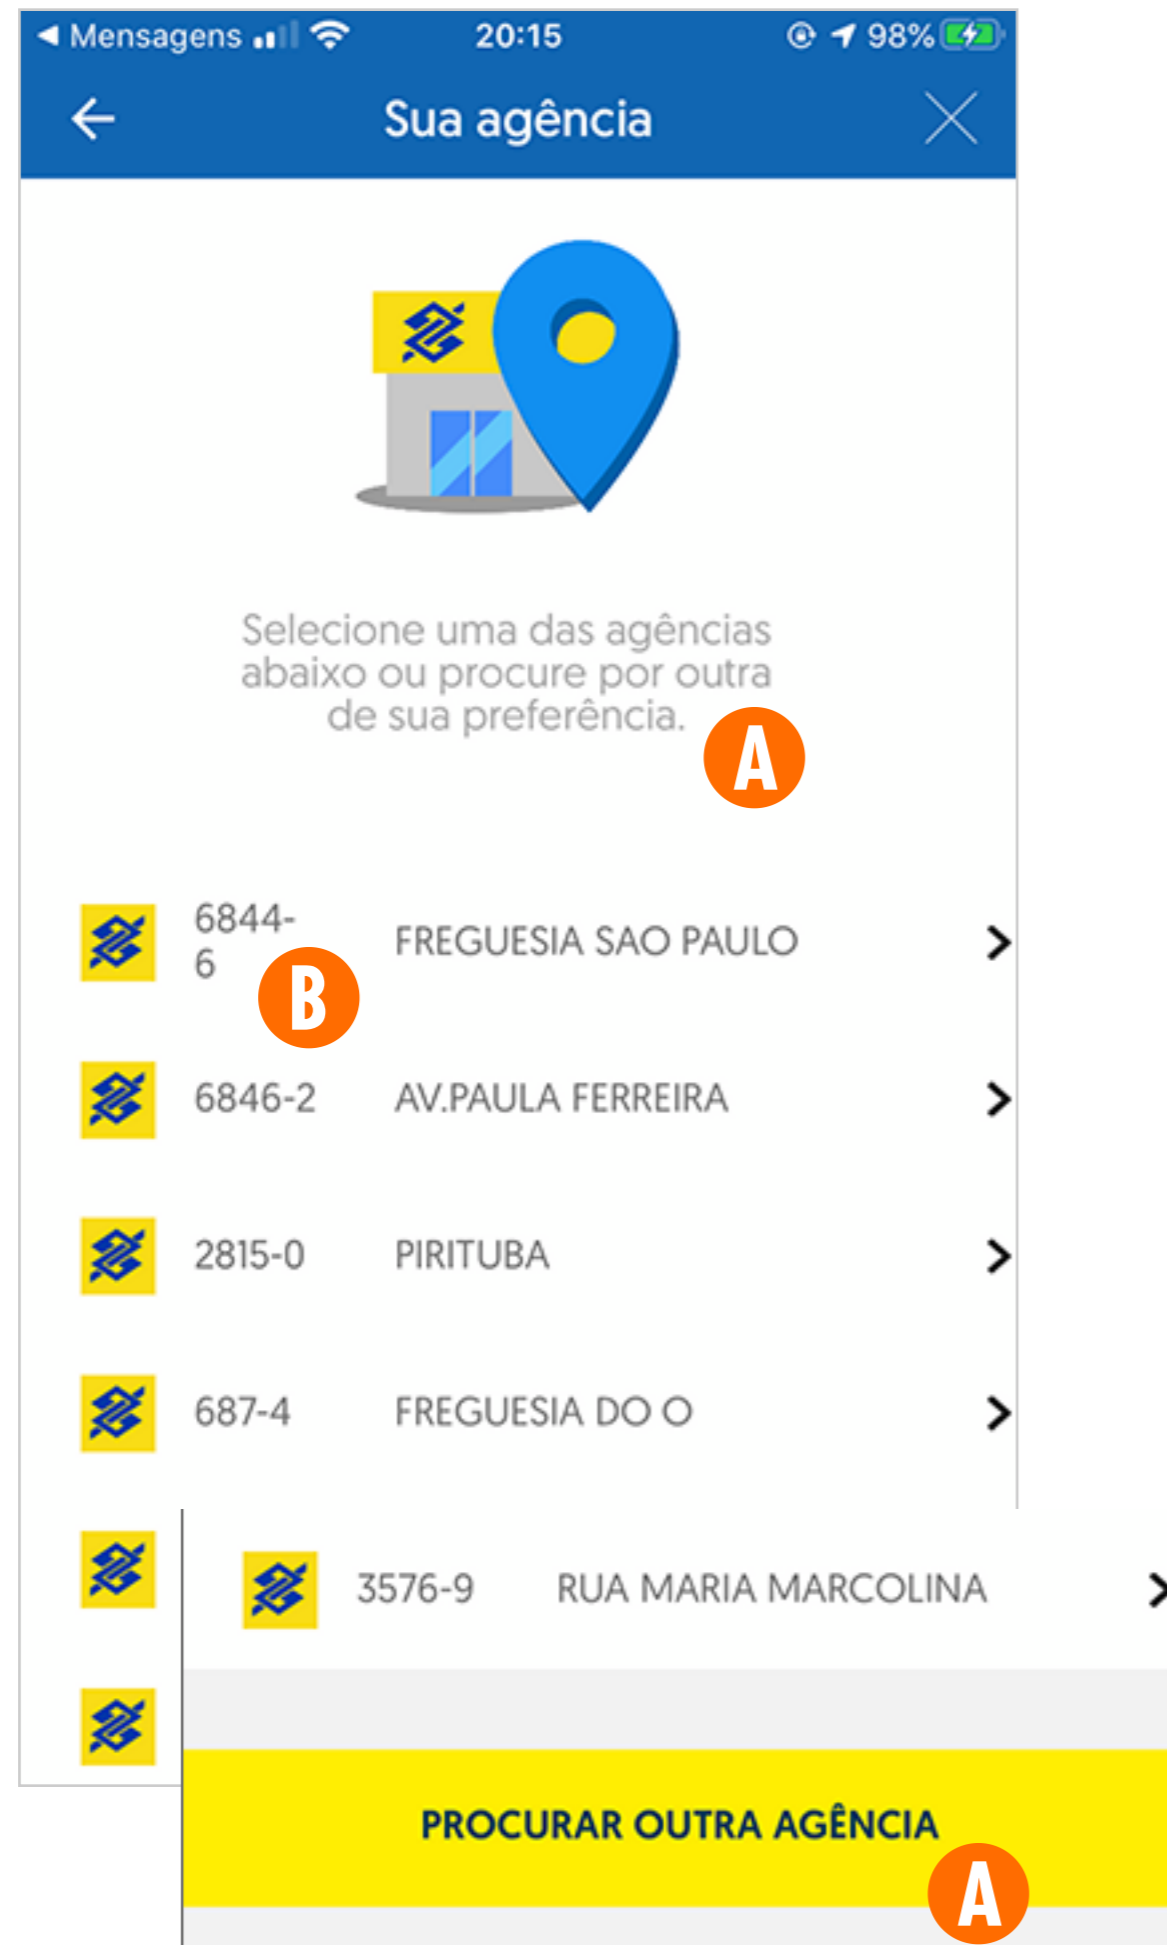 Mensagens 20:15 98%
Sua agência
Selecione uma das agências
abaixo ou procure por outra
de sua preferência.
A
6844-
6
FREGUESIA SAO PAULO
B
6846-2 AV.PAULA FERREIRA
2815-0 PIRITUBA
687-4 FREGUESIA DO O
3576-9 RUA MARIA MARCOLINA
PROCURAR OUTRA AGÊNCIA
A